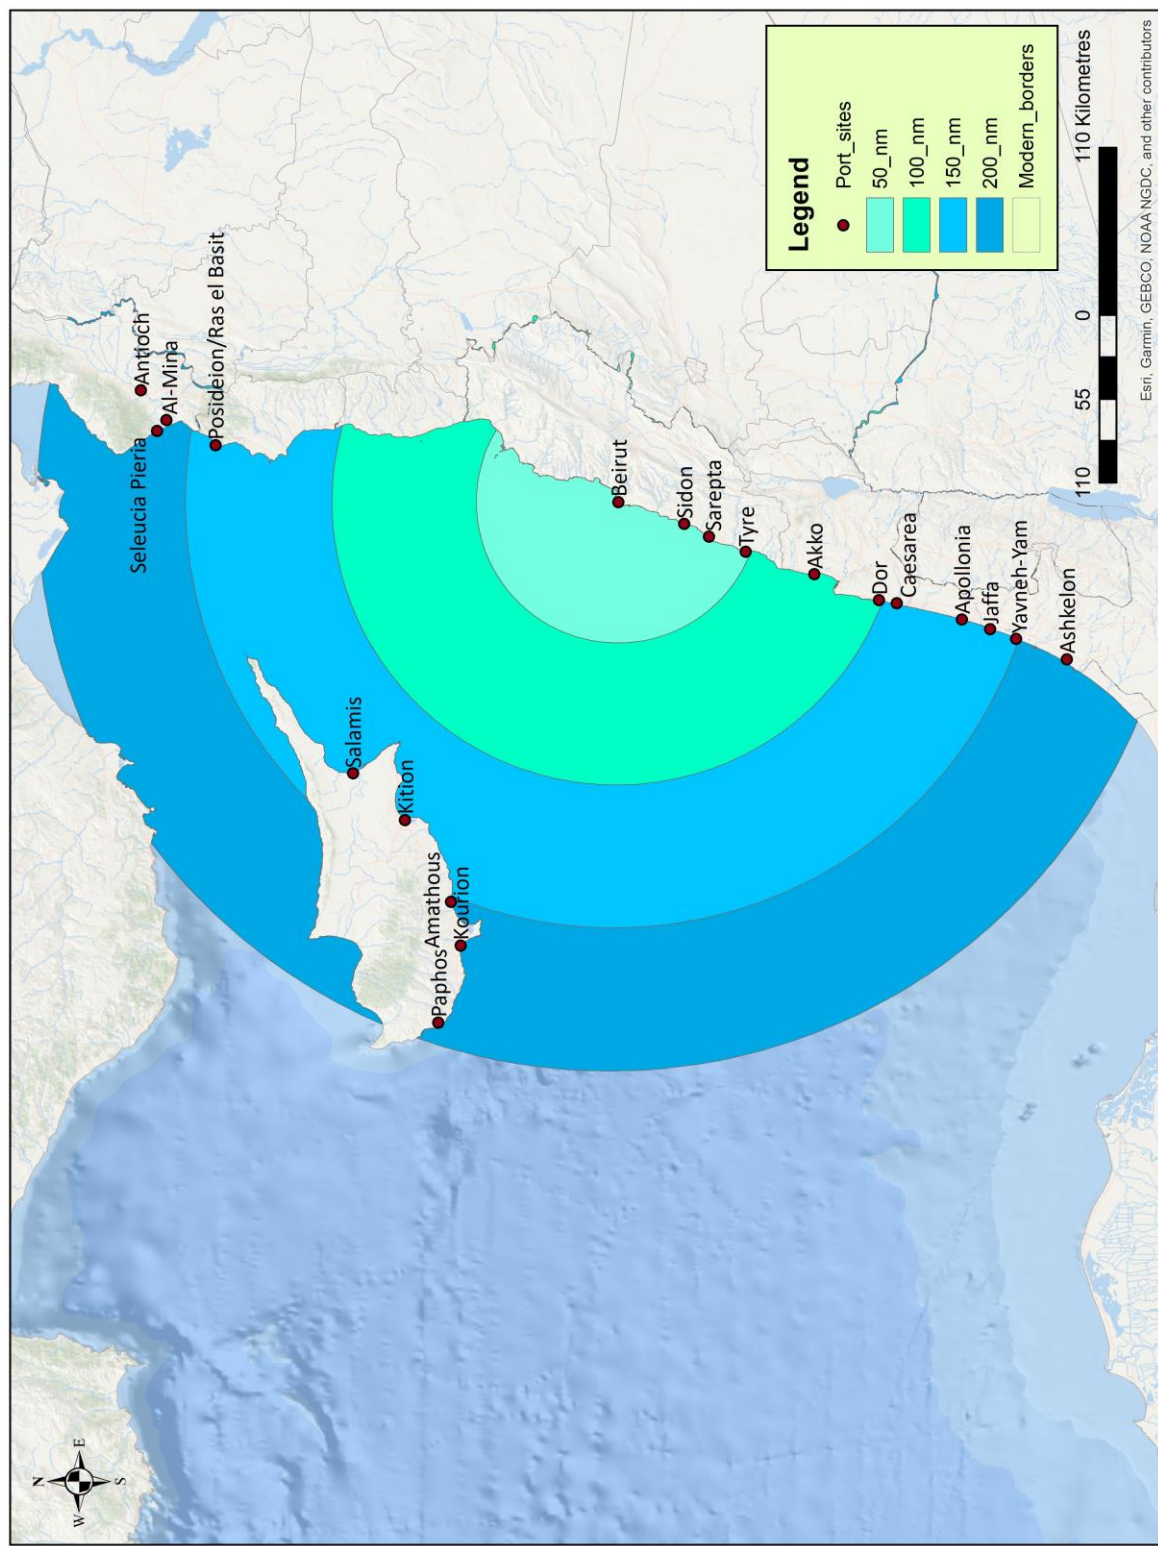 N
W E
S
Antioch
Al-Mina
Seleucia Pieria
Posideion/Ras el Basit
Salamis
Kition
Amathous
Kourion
Paphos
Beirut
Sidon
Sarepta
Tyre
Akko
Dor
Caesarea
Apollonia
Jaffa
Yavneh-Yam
Ashkelon
Legend
Port_sites
50_nm
100_nm
150_nm
200_nm
Modern_borders
110 55 0 110 Kilometres
Esri, Garmin, GEBCO, NOAA NGDC, and other contributors